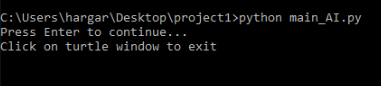 C:\Users\hargar\Desktop\project1>python main_AI.py
Press Enter to continue...
Click on turtle window to exit